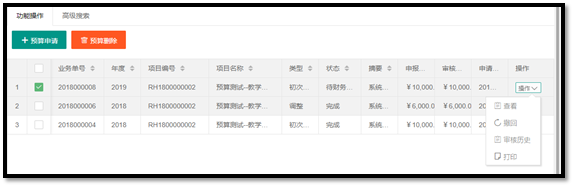 功能操作 高级搜索
预算申请 预算删除
业务单号 年度 项目编号 项目名称 类型 状态 摘要 申报... 审核... 申请... 操作
1 2018000008 2019 RH1800000002 预算测试--教学... 初次... 待财务... 系统... ¥10,000. ¥10,000. 201... 操作
2 2018000006 2018 RH1800000002 预算测试--教学... 调整 完成 系统... ¥6,000.0 ¥6,000.0 20
3 2018000004 2018 RH1800000002 预算测试--教学... 初次... 完成 系统... ¥10,000. ¥10,000. 20
查看
撤回
审核历史
打印